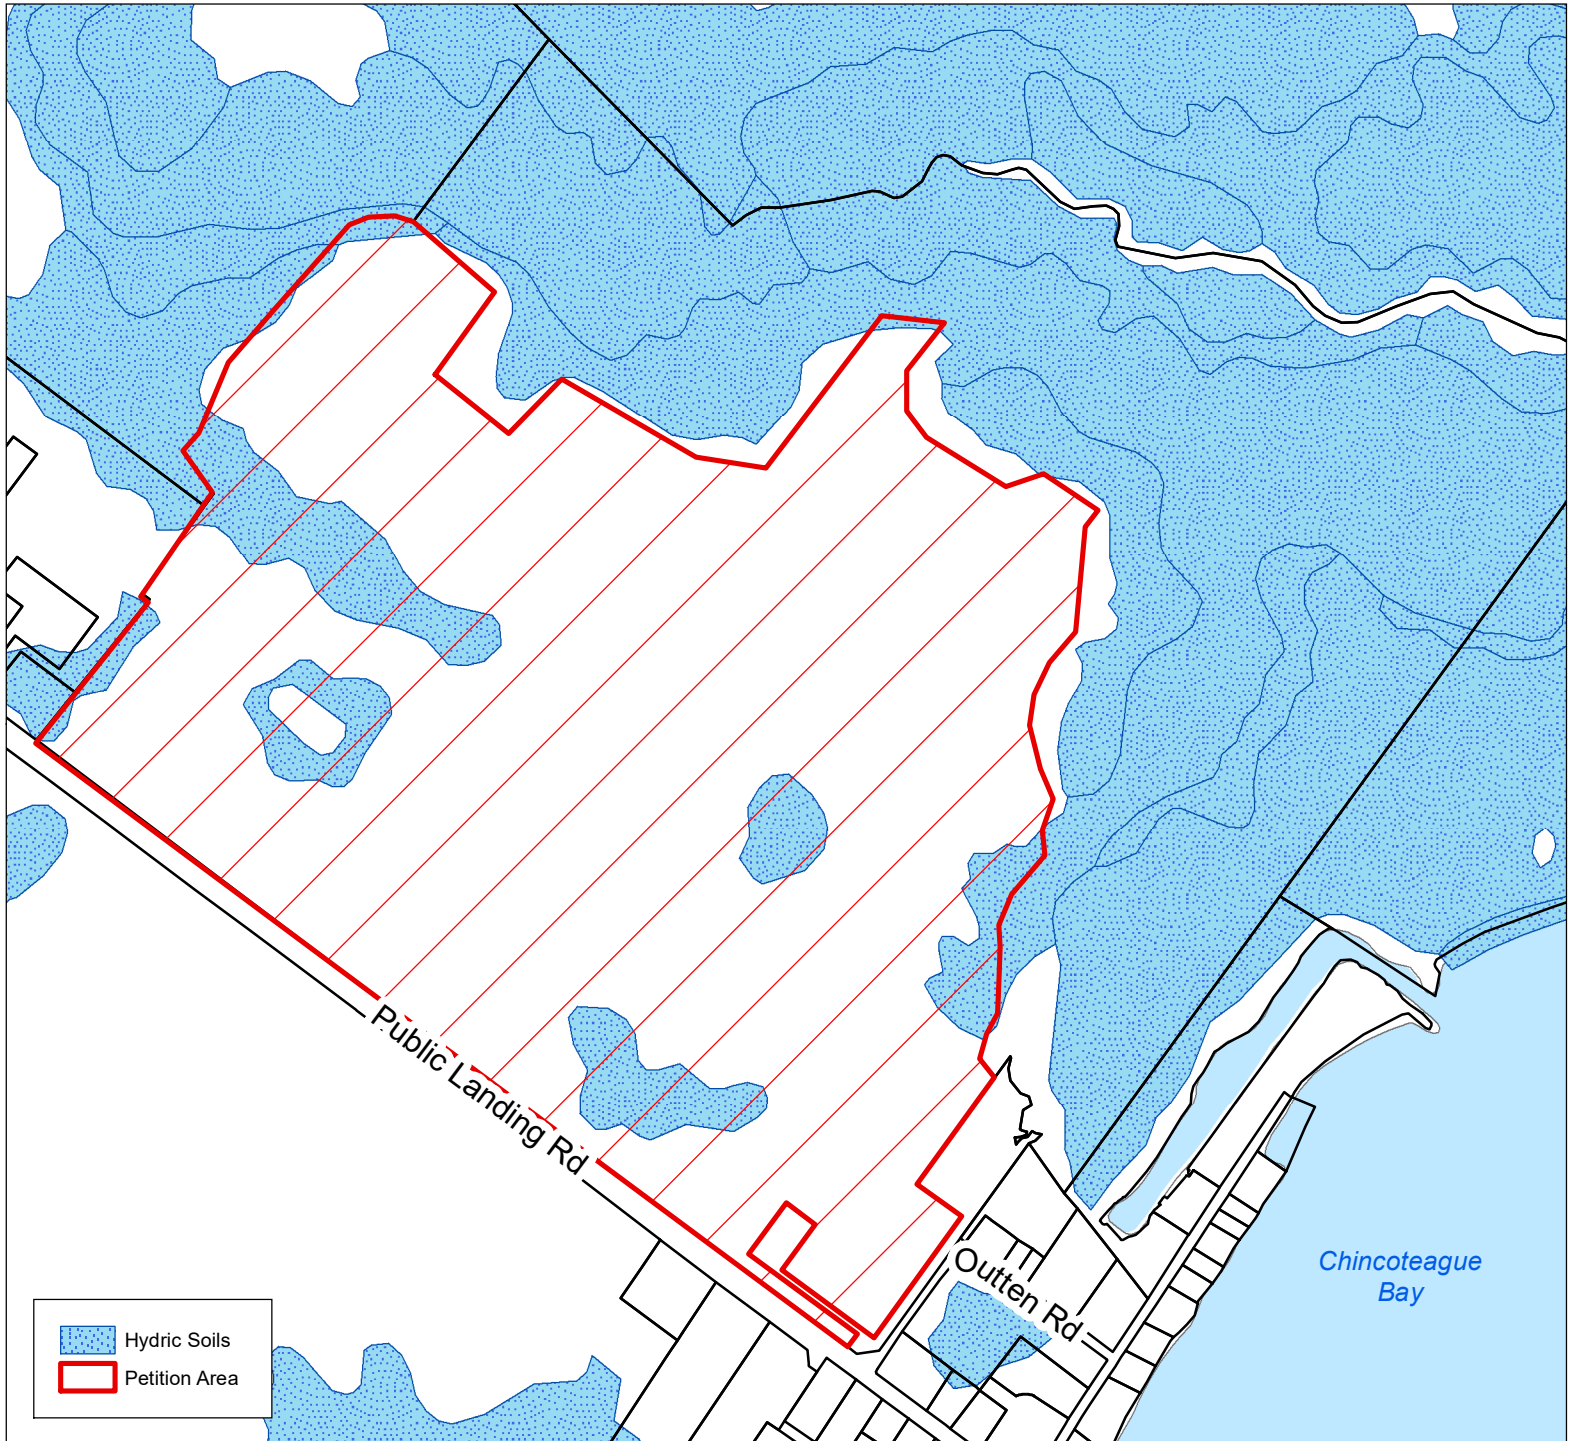 Public Landing Rd
Outten Rd
Chincoteague
Bay
Hydric Soils
Petition Area